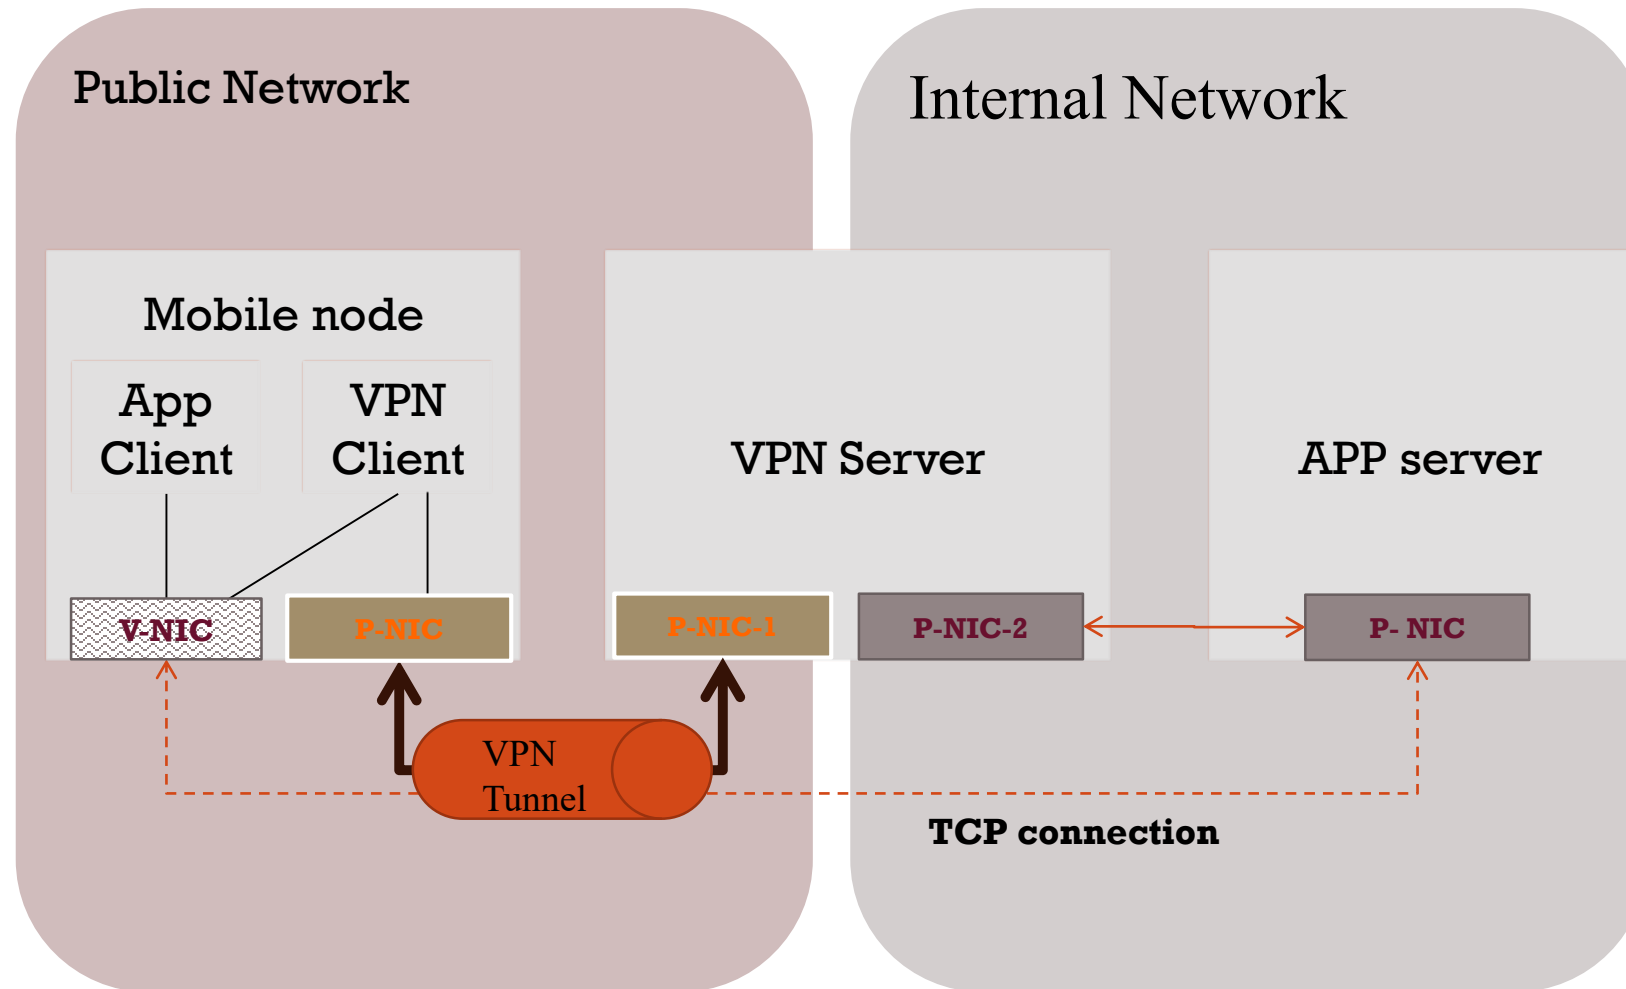 Public Network
Internal Network
Mobile node
App
Client
VPN
Client
VPN Server
APP server
V-NIC
P-NIC
P-NIC-1
P-NIC-2
P- NIC
VPN
Tunnel
TCP connection